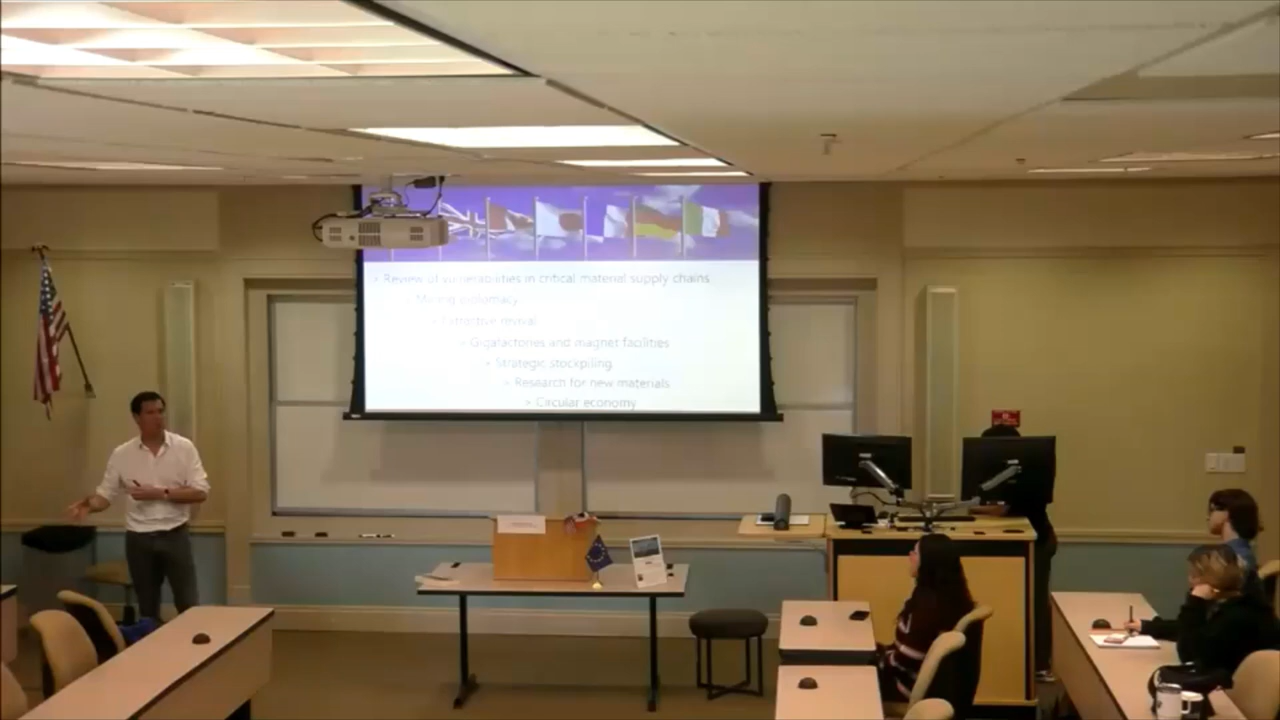 > Review of vulnerabilities in critical material supply chains
> Mining diplomacy
> Extractive revival
> Gigafactories and magnet facilities
> Strategic stockpiling
> Research for new materials
> Circular economy